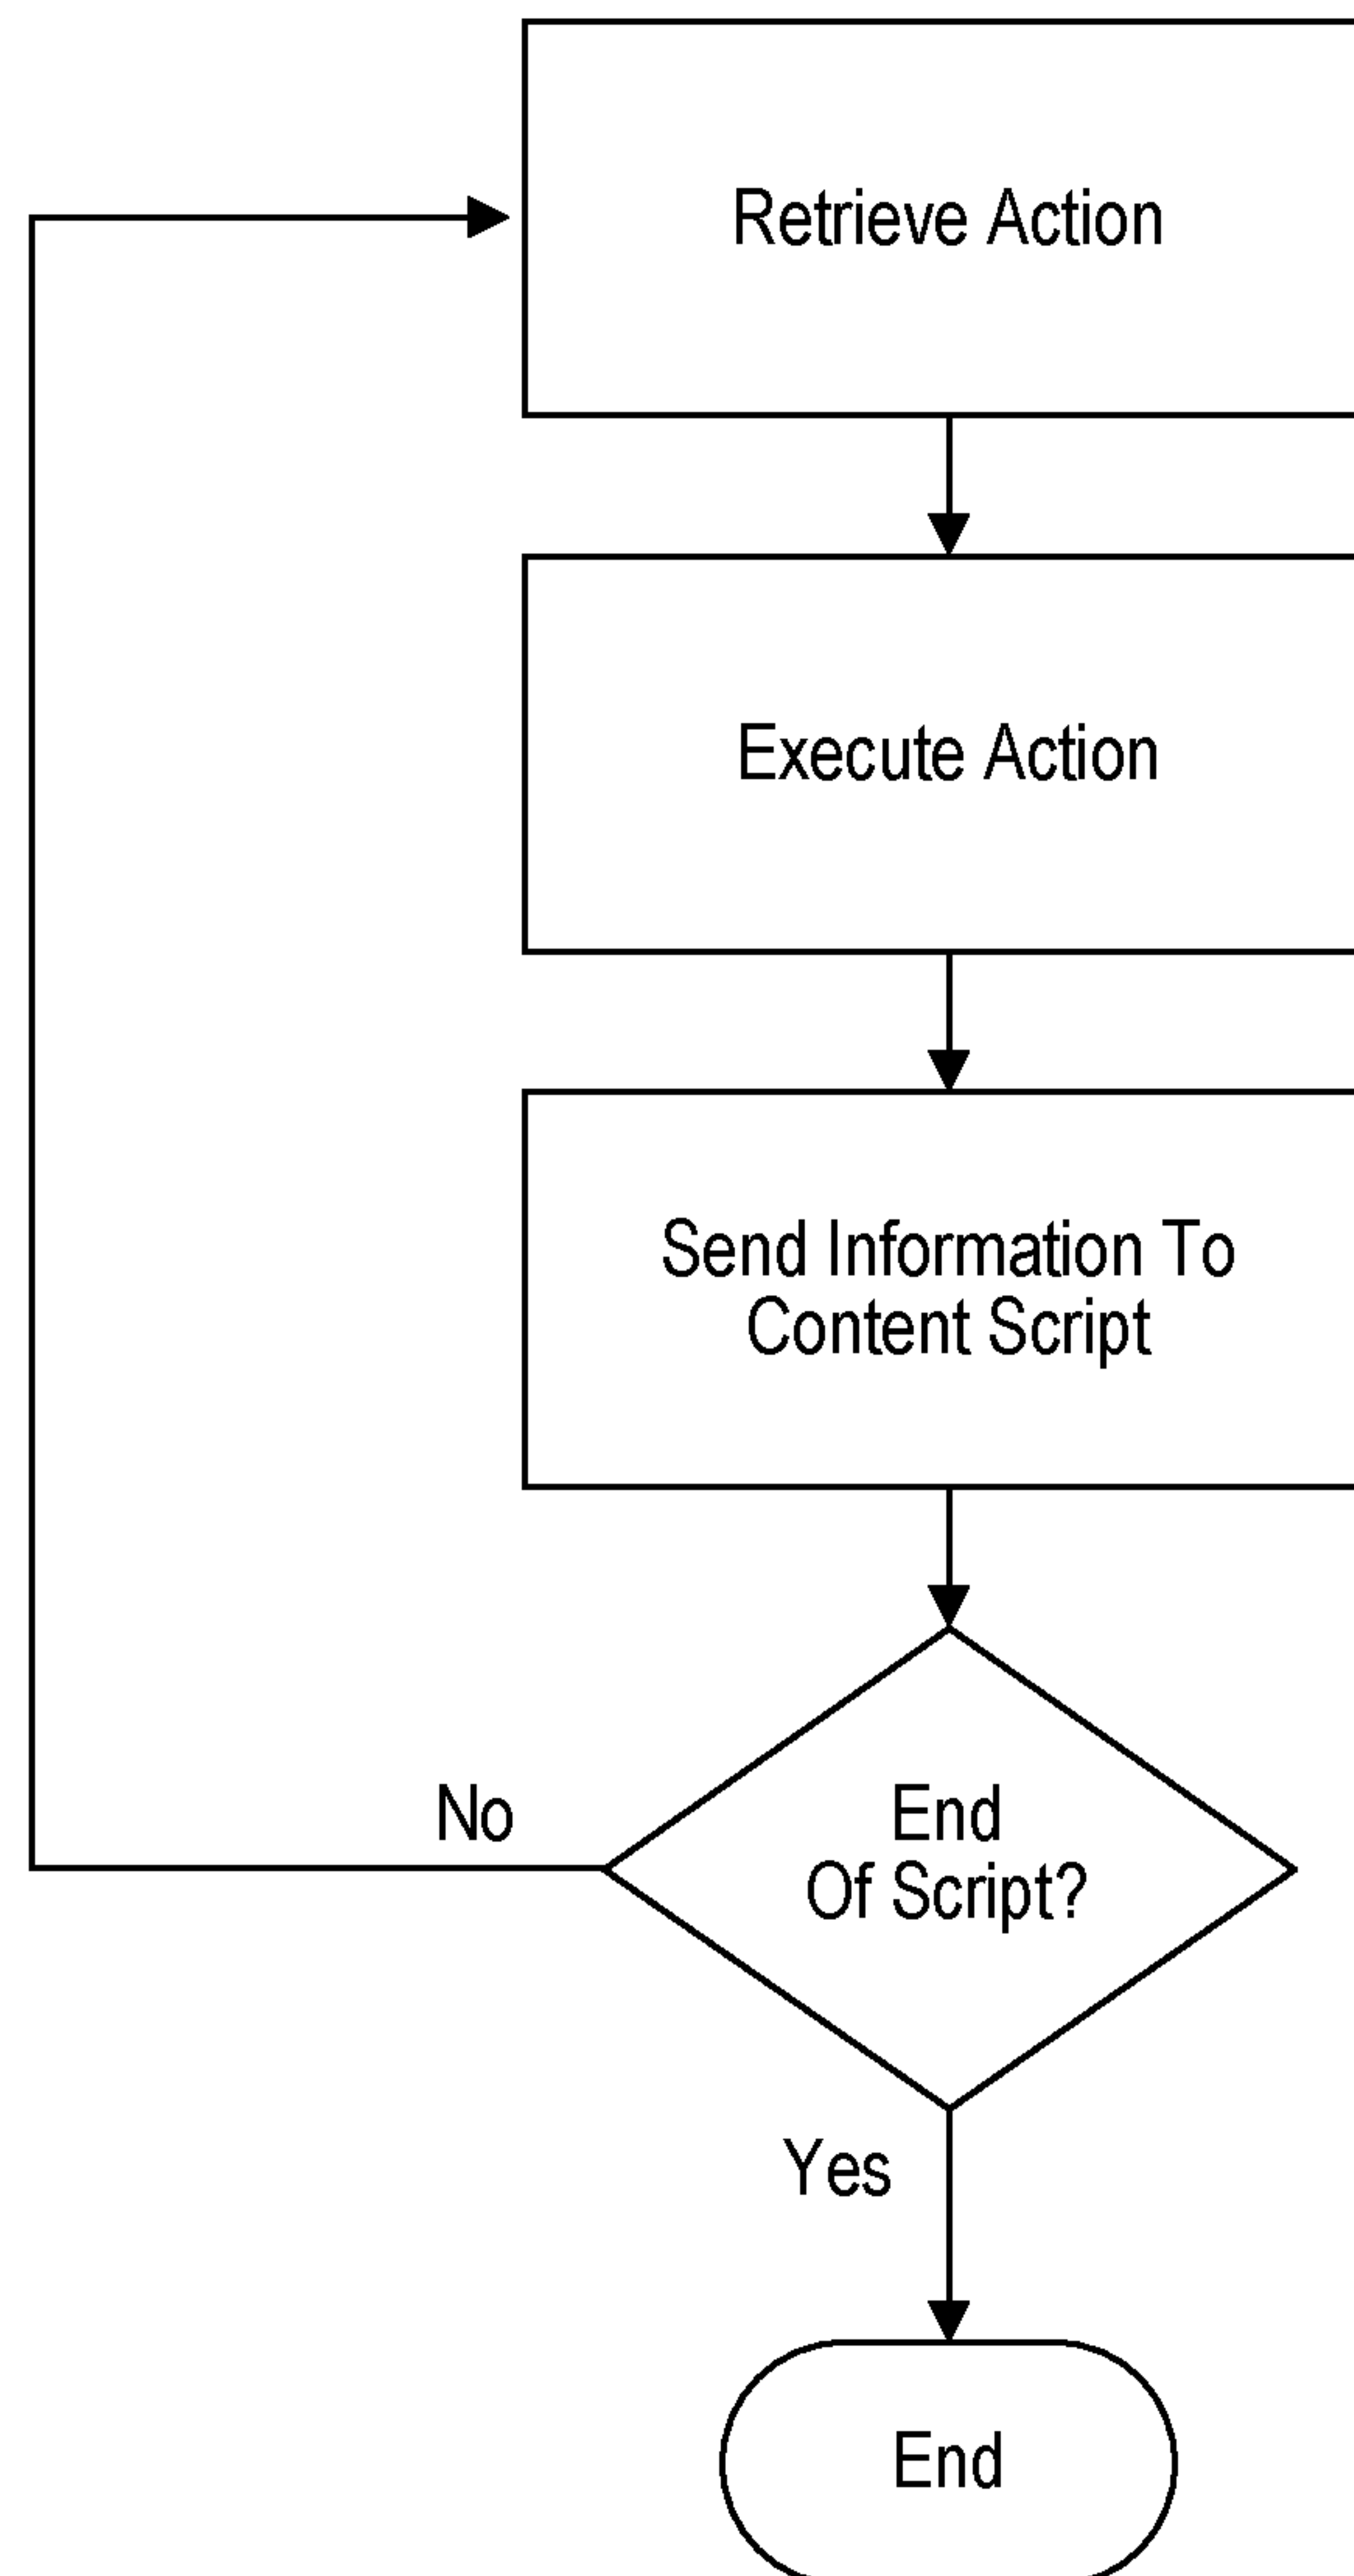 Retrieve Action
Execute Action
Send Information To
Content Script
No
End
Of Script?
Yes
End